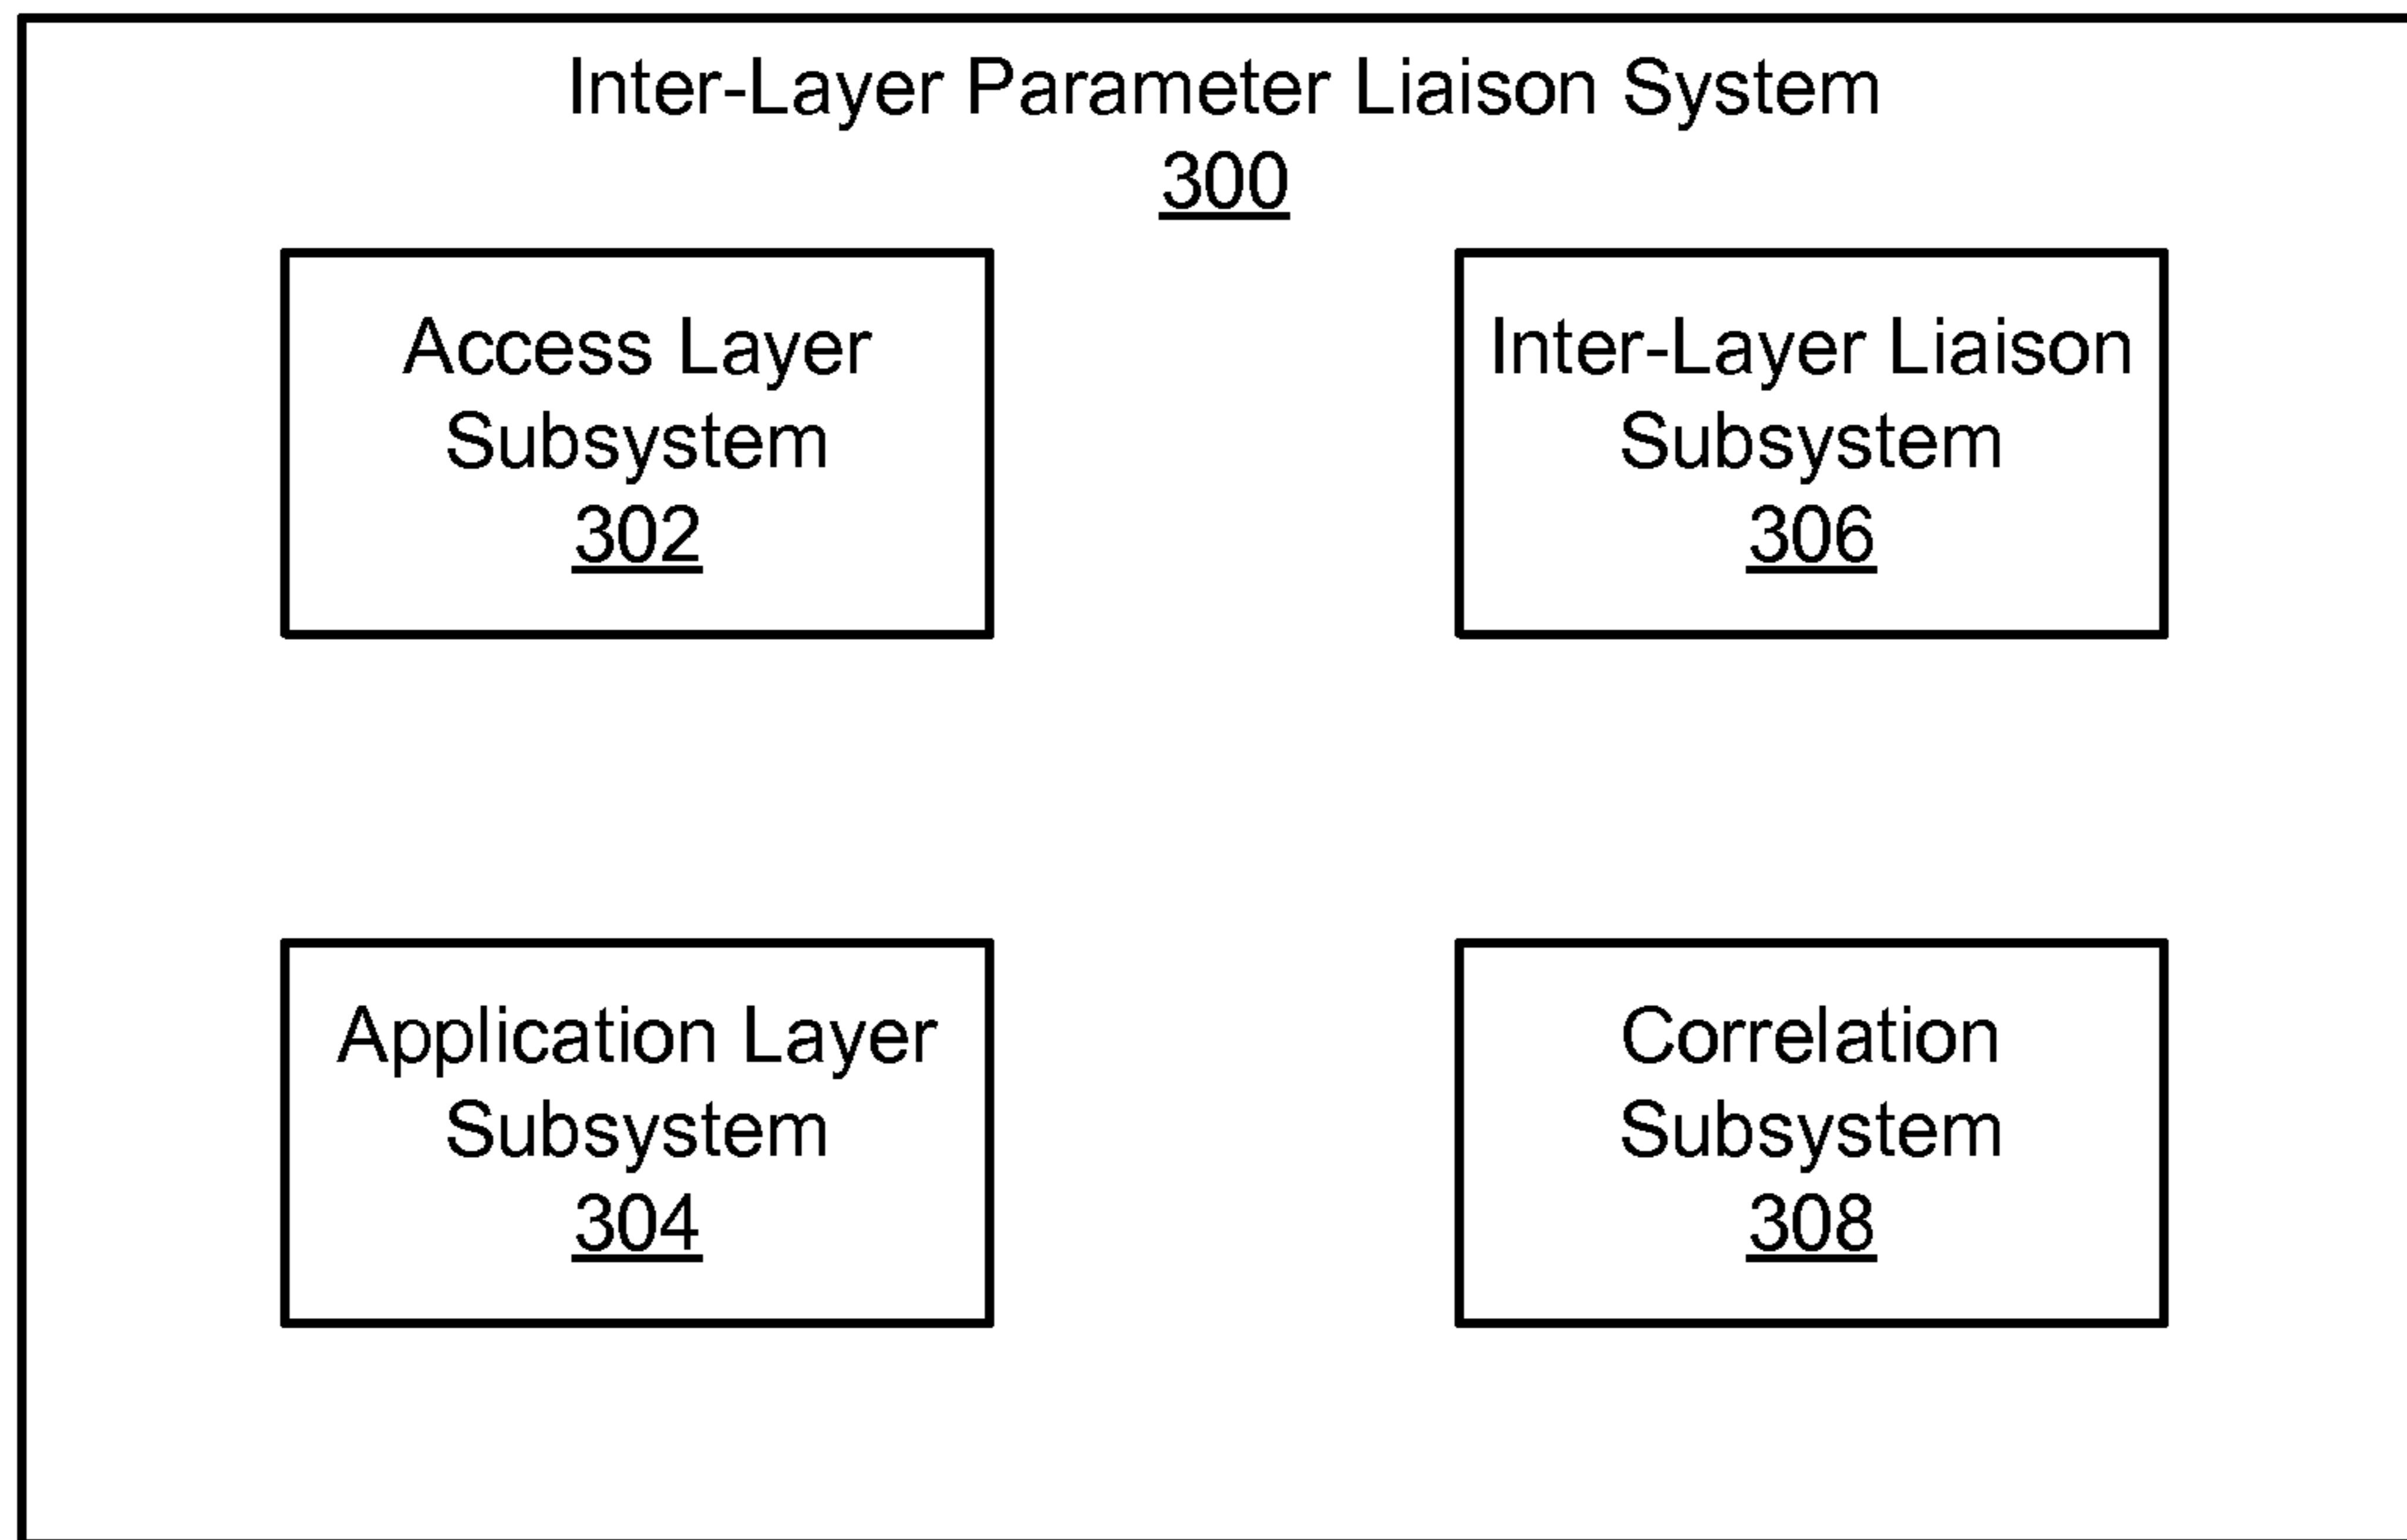 Inter-Layer Parameter Liaison System
300
Access Layer
Subsystem
302
Inter-Layer Liaison
Subsystem
306
Application Layer
Subsystem
304
Correlation
Subsystem
308